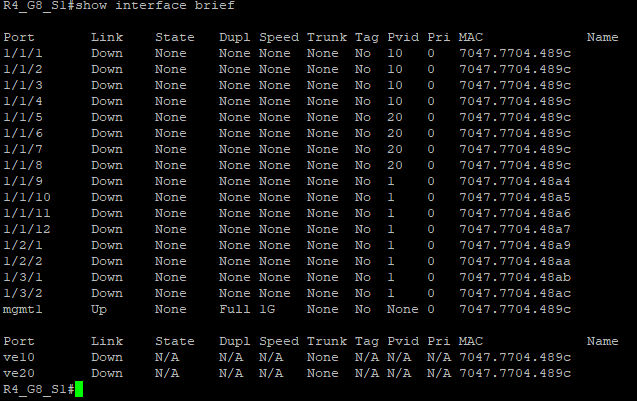 R4_G8_S1#show interface brief
Port Link State Dupl Speed Trunk Tag Pvid Pri MAC Name
1/1/1 Down None None None None No 10 0 7047.7704.489c
1/1/2 Down None None None None No 10 0 7047.7704.489c
1/1/3 Down None None None None No 10 0 7047.7704.489c
1/1/4 Down None None None None No 10 0 7047.7704.489c
1/1/5 Down None None None None No 20 0 7047.7704.489c
1/1/6 Down None None None None No 20 0 7047.7704.489c
1/1/7 Down None None None None No 20 0 7047.7704.489c
1/1/8 Down None None None None No 20 0 7047.7704.489c
1/1/9 Down None None None None No 1 0 7047.7704.48a4
1/1/10 Down None None None None No 1 0 7047.7704.48a5
1/1/11 Down None None None None No 1 0 7047.7704.48a6
1/1/12 Down None None None None No 1 0 7047.7704.48a7
1/2/1 Down None None None None No 1 0 7047.7704.48a9
1/2/2 Down None None None None No 1 0 7047.7704.48aa
1/3/1 Down None None None None No 1 0 7047.7704.48ab
1/3/2 Down None None None None No 1 0 7047.7704.48ac
mgmt1 Up None Full 1G None No None 0 7047.7704.489c
Port Link State Dupl Speed Trunk Tag Pvid Pri MAC Name
ve10 Down N/A N/A N/A None N/A N/A N/A 7047.7704.489c
ve20 Down N/A N/A N/A None N/A N/A N/A 7047.7704.489c
R4_G8_S1#